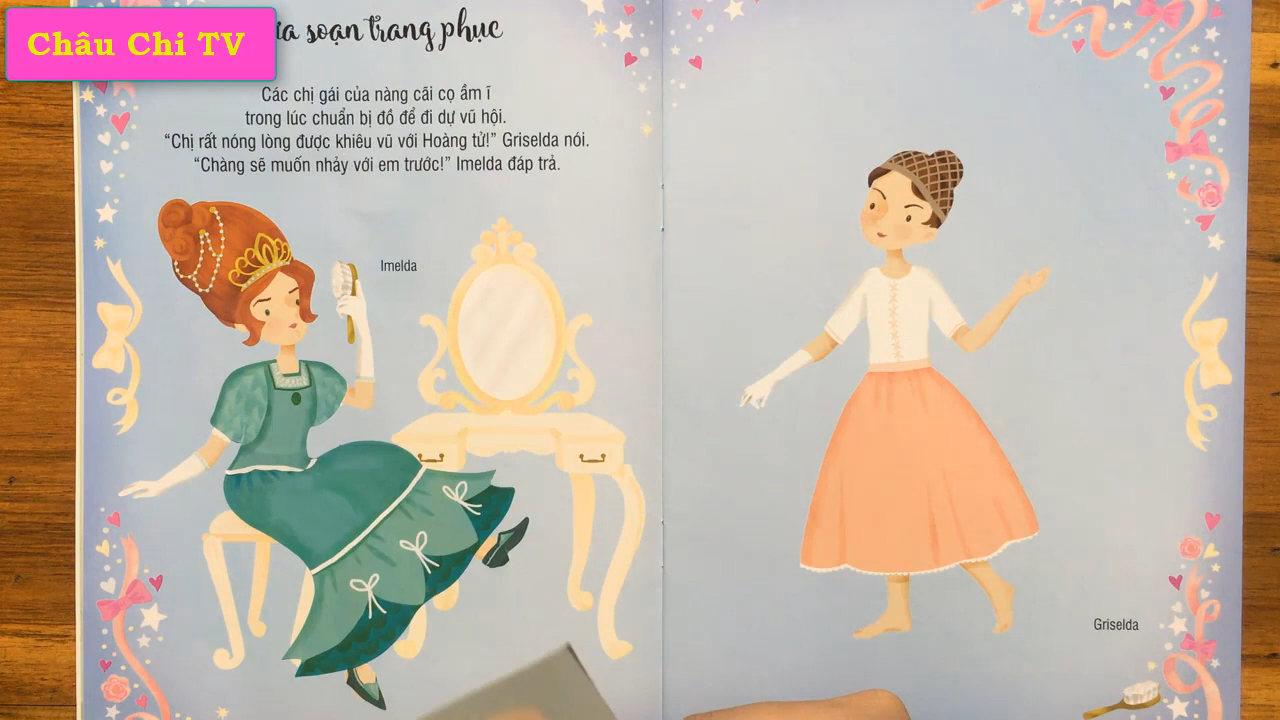 Châu Chi TV
soạn trang phục
Các chị gái của nàng cãi cọ ầm ĩ
trong lúc chuẩn bị đồ để đi dự vũ hội.
“Chị rất nóng lòng được khiêu vũ với Hoàng tử!” Griselda nói.
“Chàng sẽ muốn nhảy với em trước!” Imelda đáp trả.
Imelda
Griselda